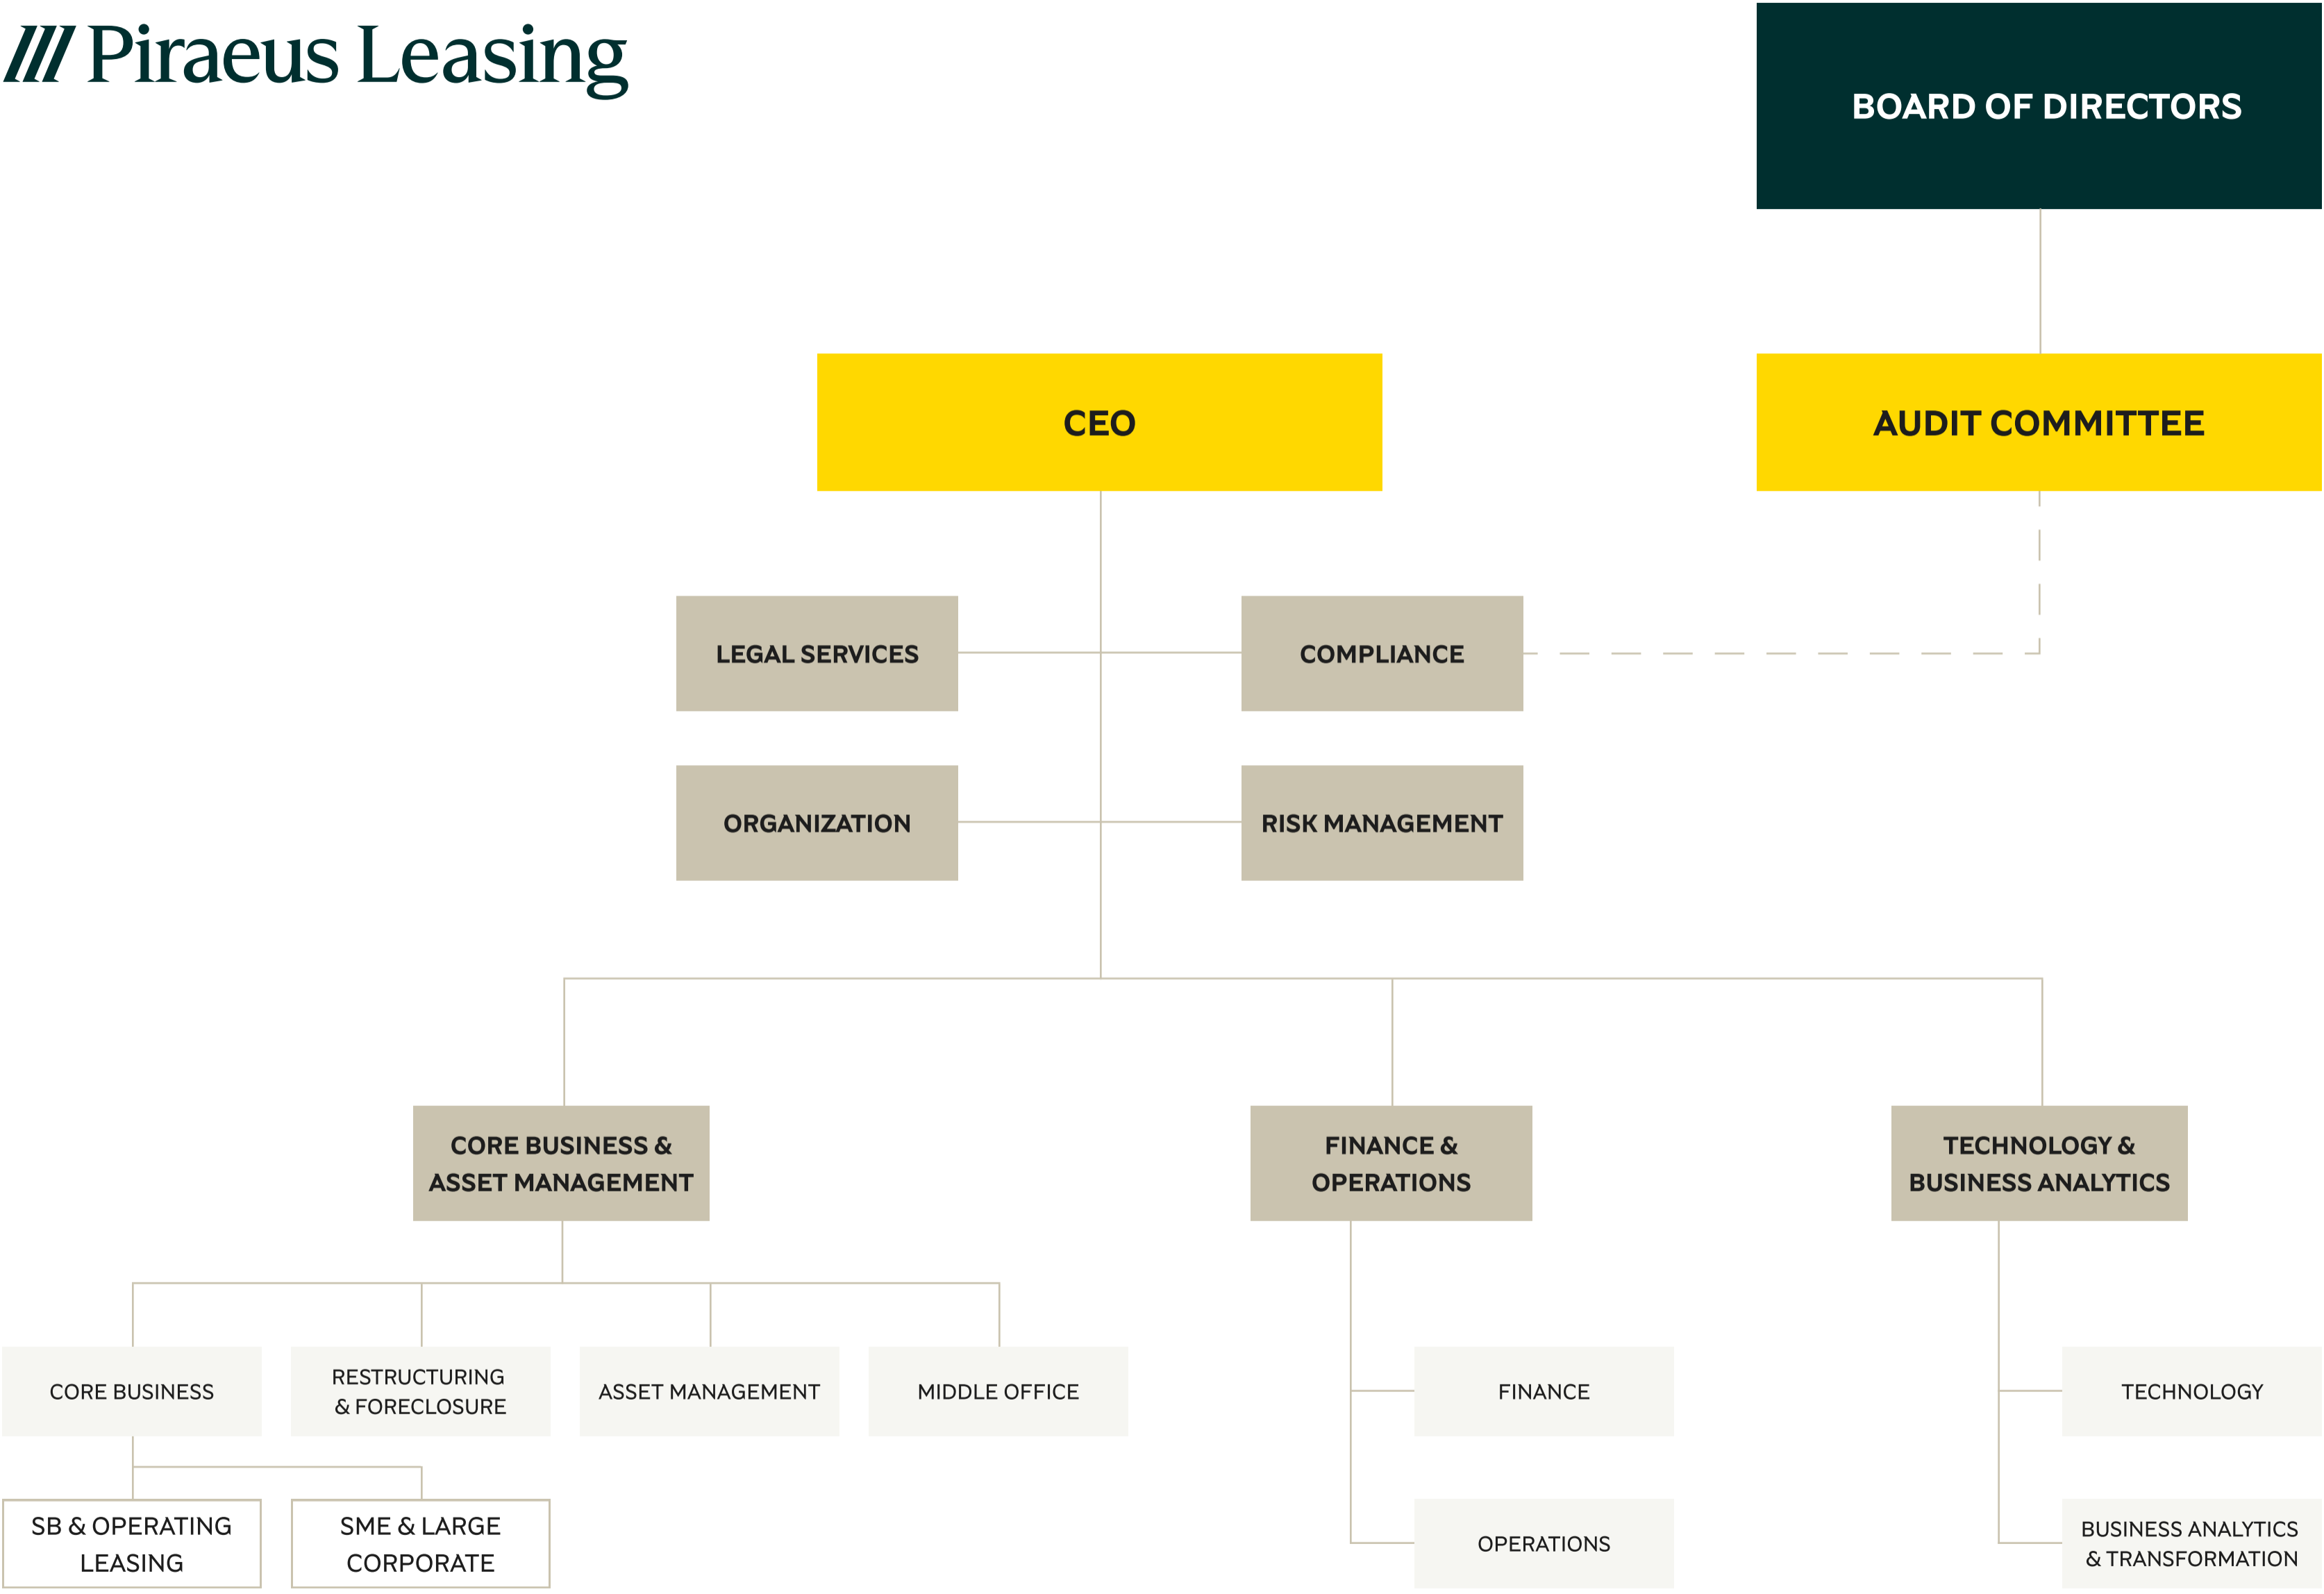 Piraeus Leasing
BOARD OF DIRECTORS
CEO
AUDIT COMMITTEE
LEGAL SERVICES
COMPLIANCE
ORGANIZATION
RISK MANAGEMENT
CORE BUSINESS &
ASSET MANAGEMENT
FINANCE &
OPERATIONS
TECHNOLOGY &
BUSINESS ANALYTICS
CORE BUSINESS
RESTRUCTURING
& FORECLOSURE
ASSET MANAGEMENT
MIDDLE OFFICE
FINANCE
TECHNOLOGY
SB & OPERATING
LEASING
SME & LARGE
CORPORATE
OPERATIONS
BUSINESS ANALYTICS
& TRANSFORMATION